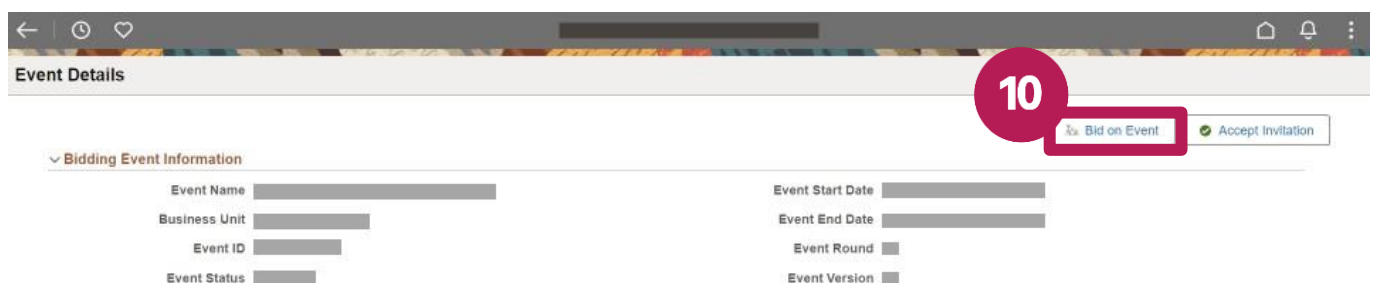 Event Details
10
Bid on Event
Accept Invitation
Bidding Event Information
Event Name
Event Start Date
Business Unit
Event End Date
Event ID
Event Round
Event Status
Event Version